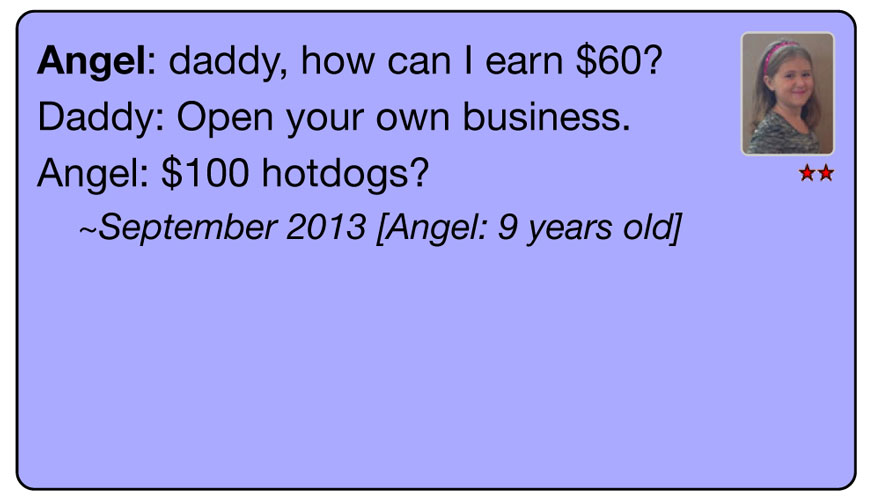 Angel: daddy, how can I earn $60?
Daddy: Open your own business.
Angel: $100 hotdogs?
~September 2013 [Angel: 9 years old]